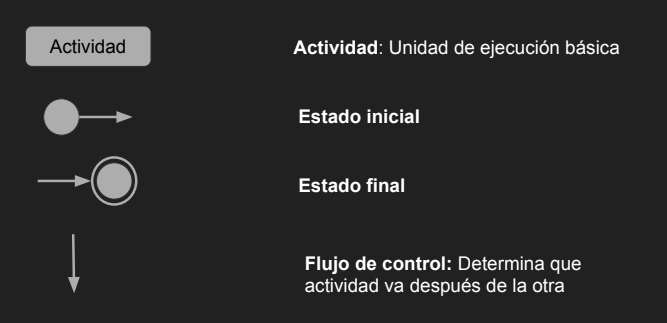 Actividad
Actividad: Unidad de ejecución básica
Estado inicial
Estado final
Flujo de control: Determina que
actividad va después de la otra